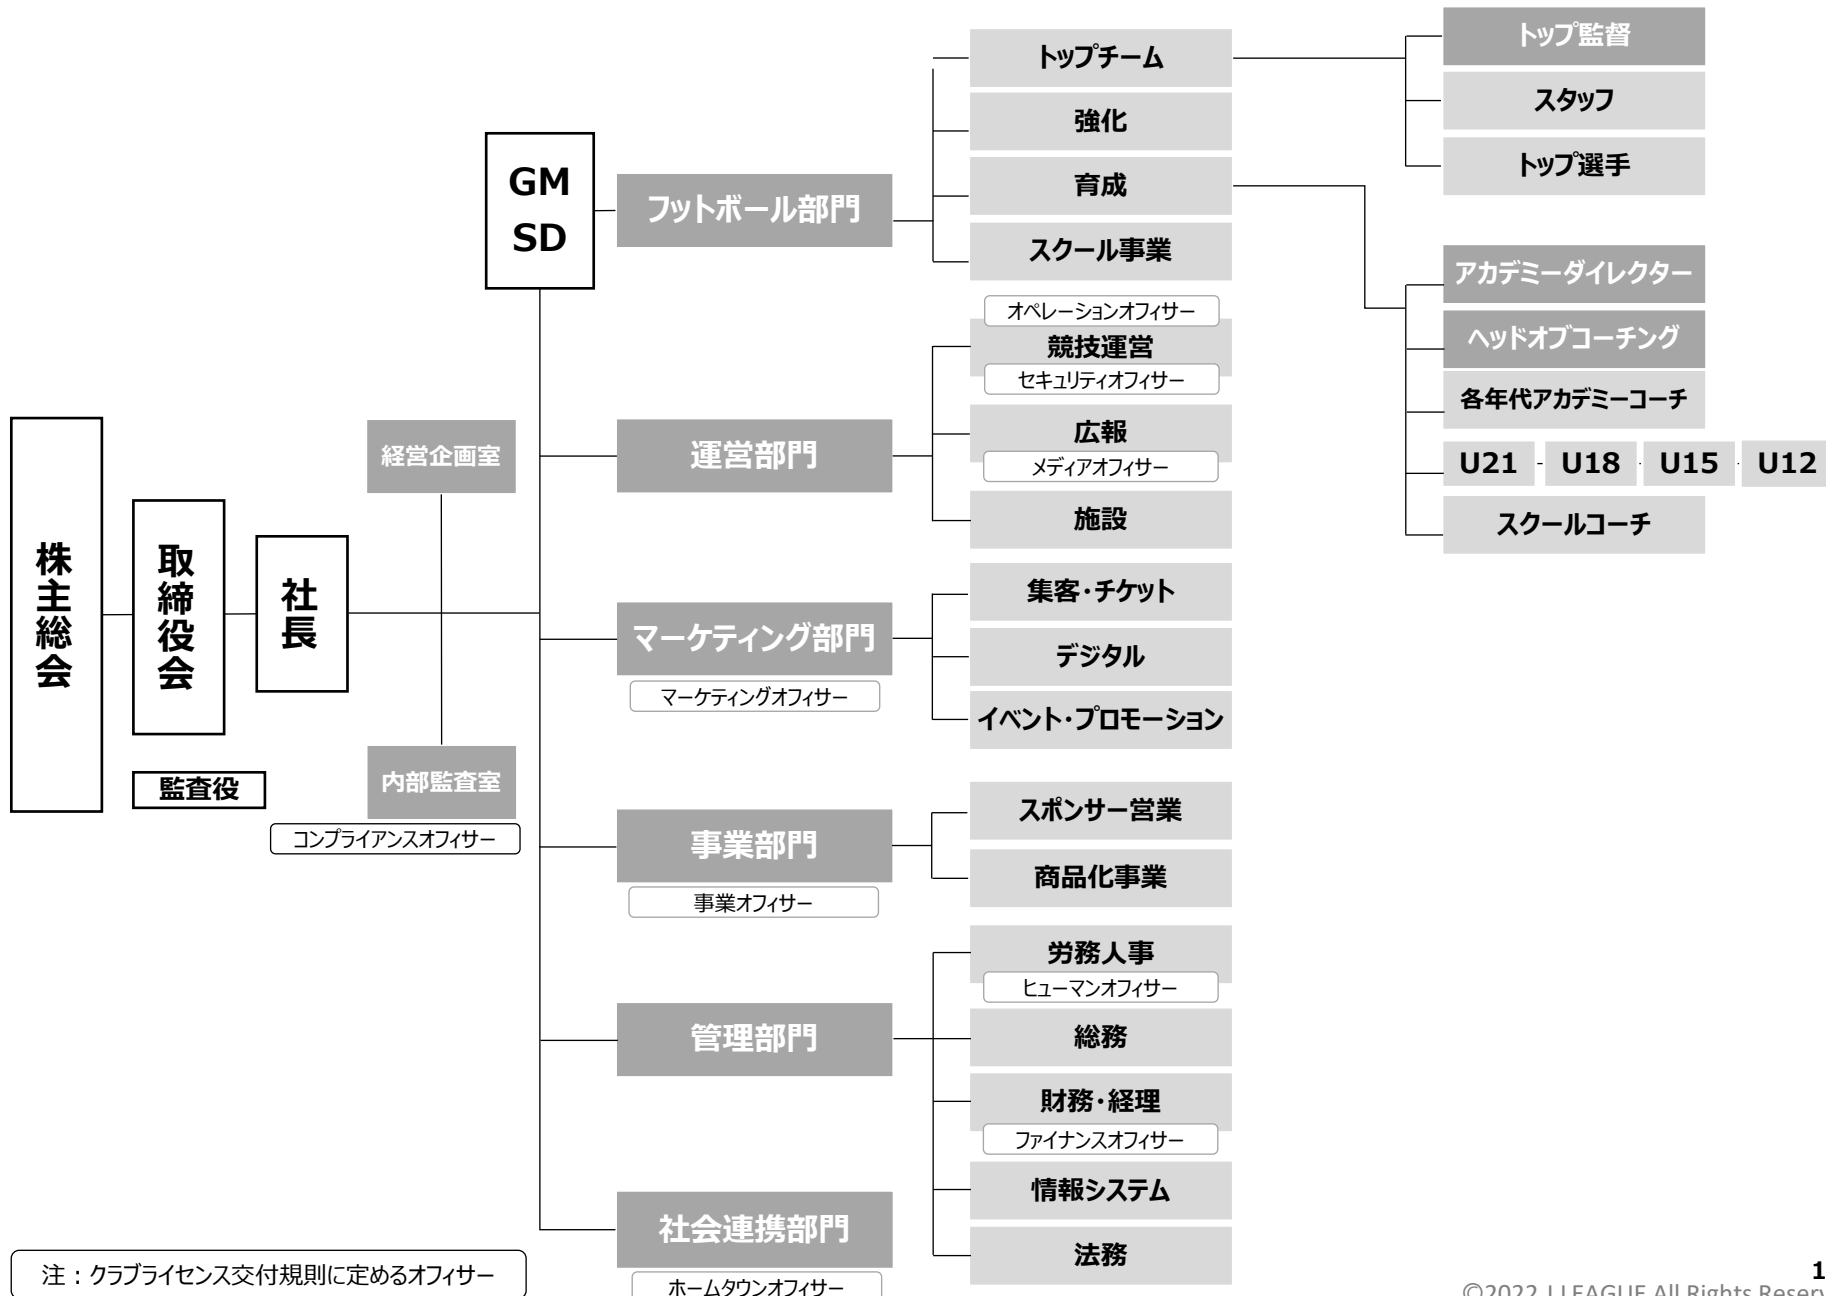 株主総会
取締役会
監査役
社長
経営企画室
内部監査室
コンプライアンスオフィサー
GM
SD
フットボール部門
トップチーム
強化
育成
スクール事業
トップ監督
スタッフ
トップ選手
アカデミーダイレクター
ヘッドオブコーチング
各年代アカデミーコーチ
U21 - U18 U15 U12
スクールコーチ
運営部門
オペレーションオフィサー
競技運営
セキュリティオフィサー
広報
メディアオフィサー
施設
マーケティング部門
マーケティングオフィサー
集客・チケット
デジタル
イベント・プロモーション
事業部門
事業オフィサー
スポンサー営業
商品化事業
管理部門
労務人事
ヒューマンオフィサー
総務
財務・経理
ファイナンスオフィサー
情報システム
法務
社会連携部門
ホームタウンオフィサー
注：クラブライセンス交付規則に定めるオフィサー
1
©2022 J.LEAGUE All Rights Reserv